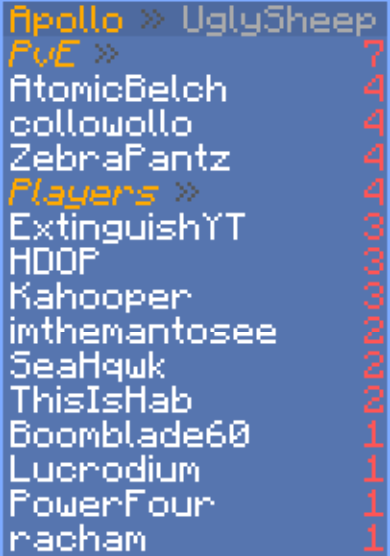 Apollo » UglySheep
PvE » 7
AtomicBelch 4
collowollo 4
ZebraPantz 4
Players » 4
ExtinguishYT 3
HDOP 3
Kahooper 3
imthemantosee 2
SeaHqwk 2
ThisIsHab 2
Boomblade60 1
Lucrodium 1
PowerFour 1
racham 1